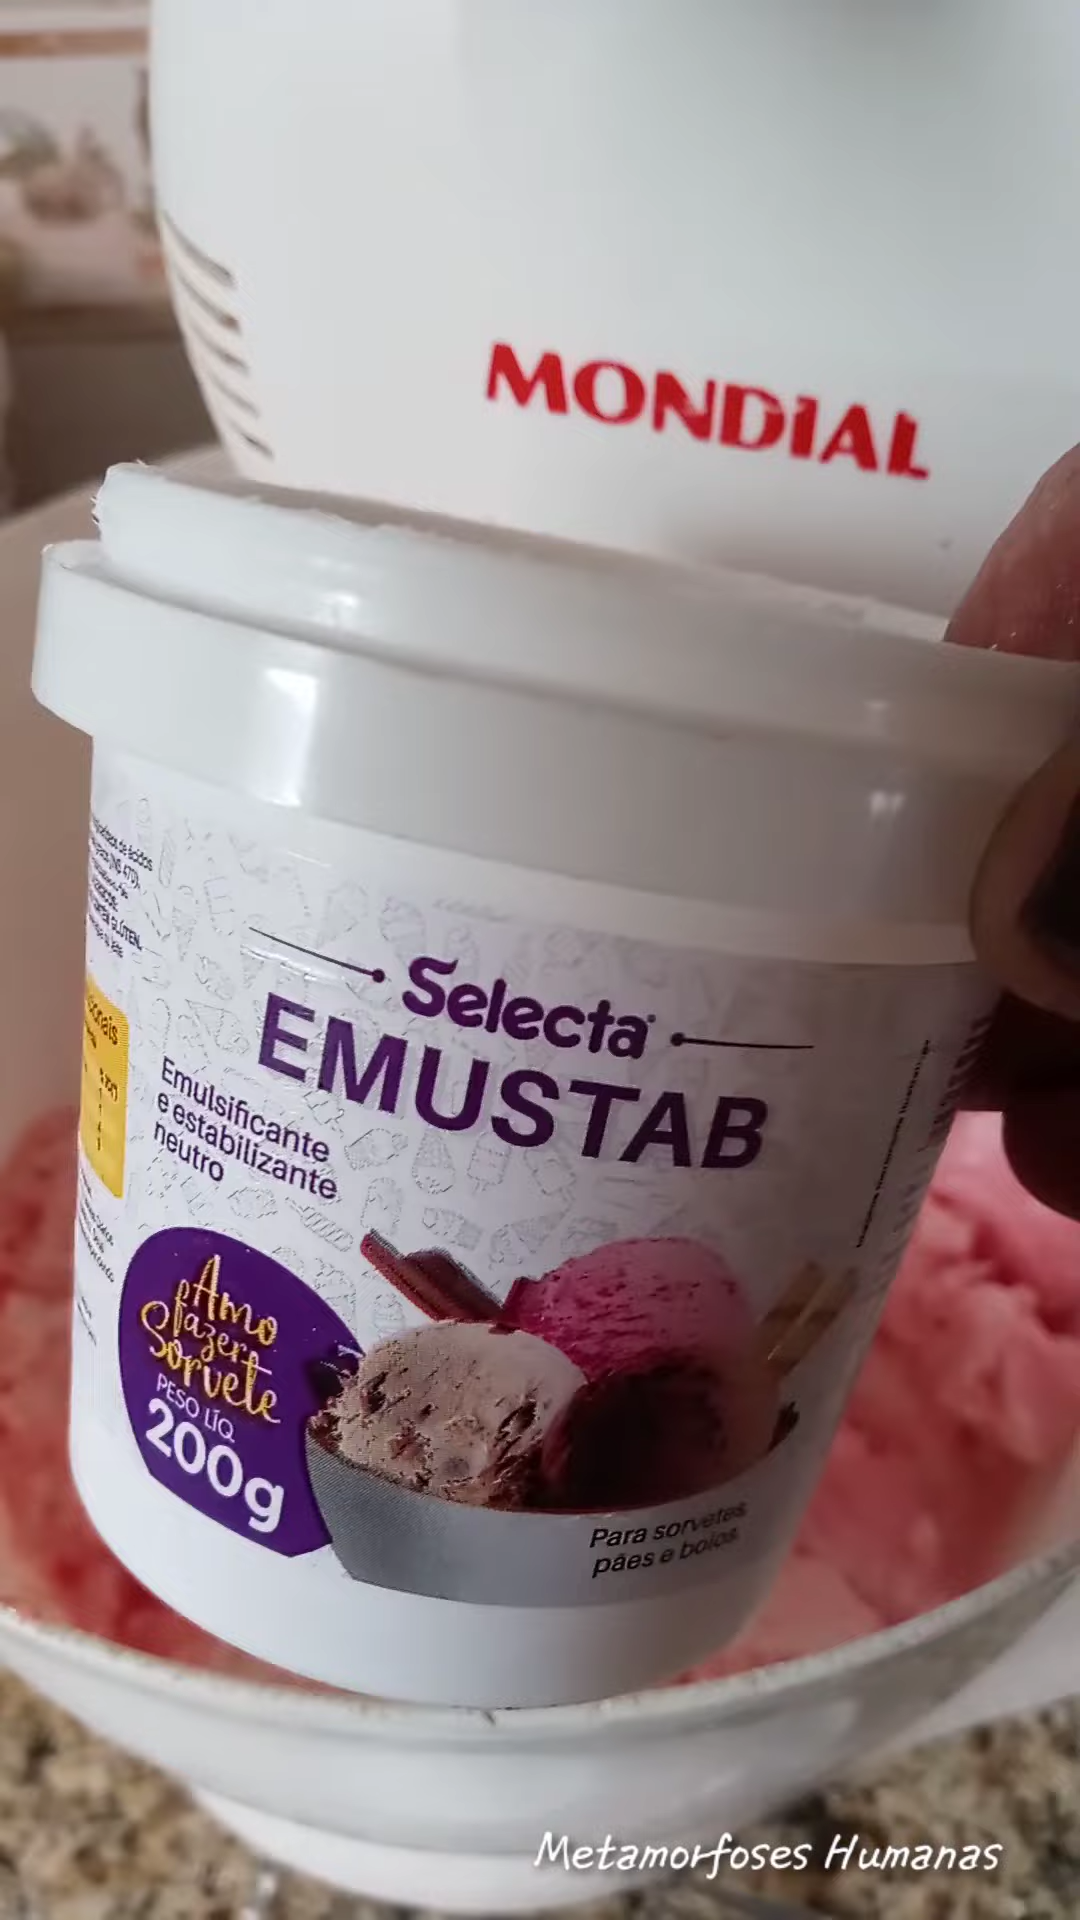 MONDIAL
Selecta
EMUSTAB
Emulsificante
e estabilizante
neutro
Amo
fazer
Sorvete
PESO LÍQ.
200g
Para sorvetes
pães e bolos
Metamorfoses Humanas